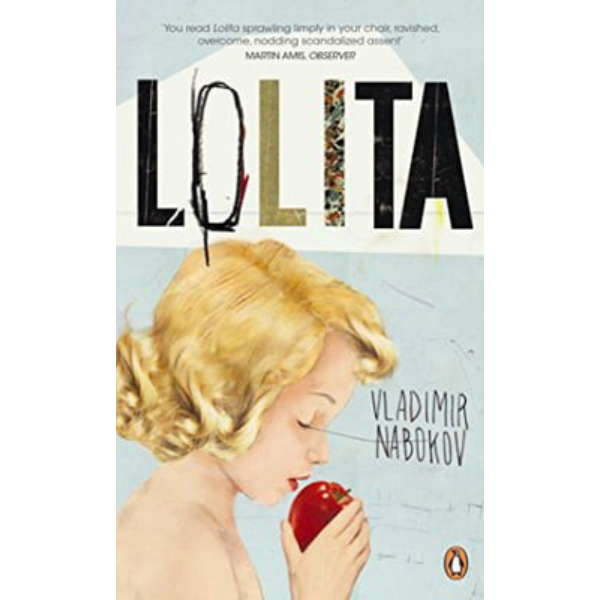 'You read Lolita sprawling limply in your chair, ravished,
overcome, nodding scandalized assent'
MARTIN AMIS, OBSERVER
LOLITA
VLADIMIR
NABOKOV